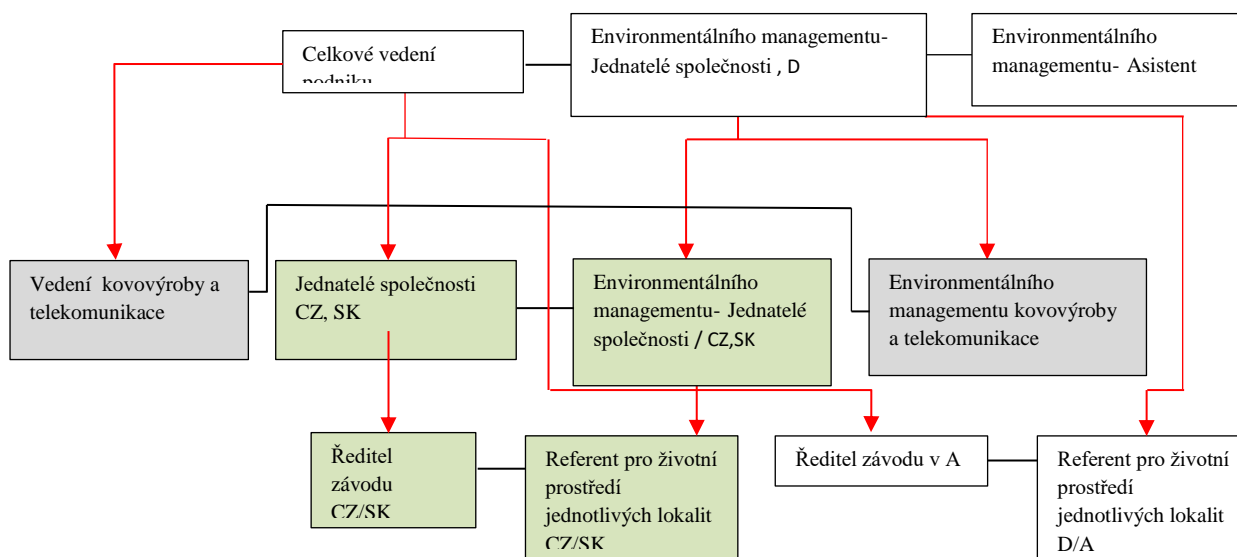 Celkové vedení
podniku
Environmentálního managementu-
Jednatelé společnosti , D
Environmentálního
managementu- Asistent
Vedení kovovýroby a
telekomunikace
Jednatelé společnosti
CZ, SK
Environmentálního
managementu- Jednatelé
společnosti / CZ,SK
Environmentálního
managementu kovovýroby
a telekomunikace
Ředitel
závodu
CZ/SK
Referent pro životní
prostředí
jednotlivých lokalit
CZ/SK
Ředitel závodu v A
Referent pro životní
prostředí
jednotlivých lokalit
D/A